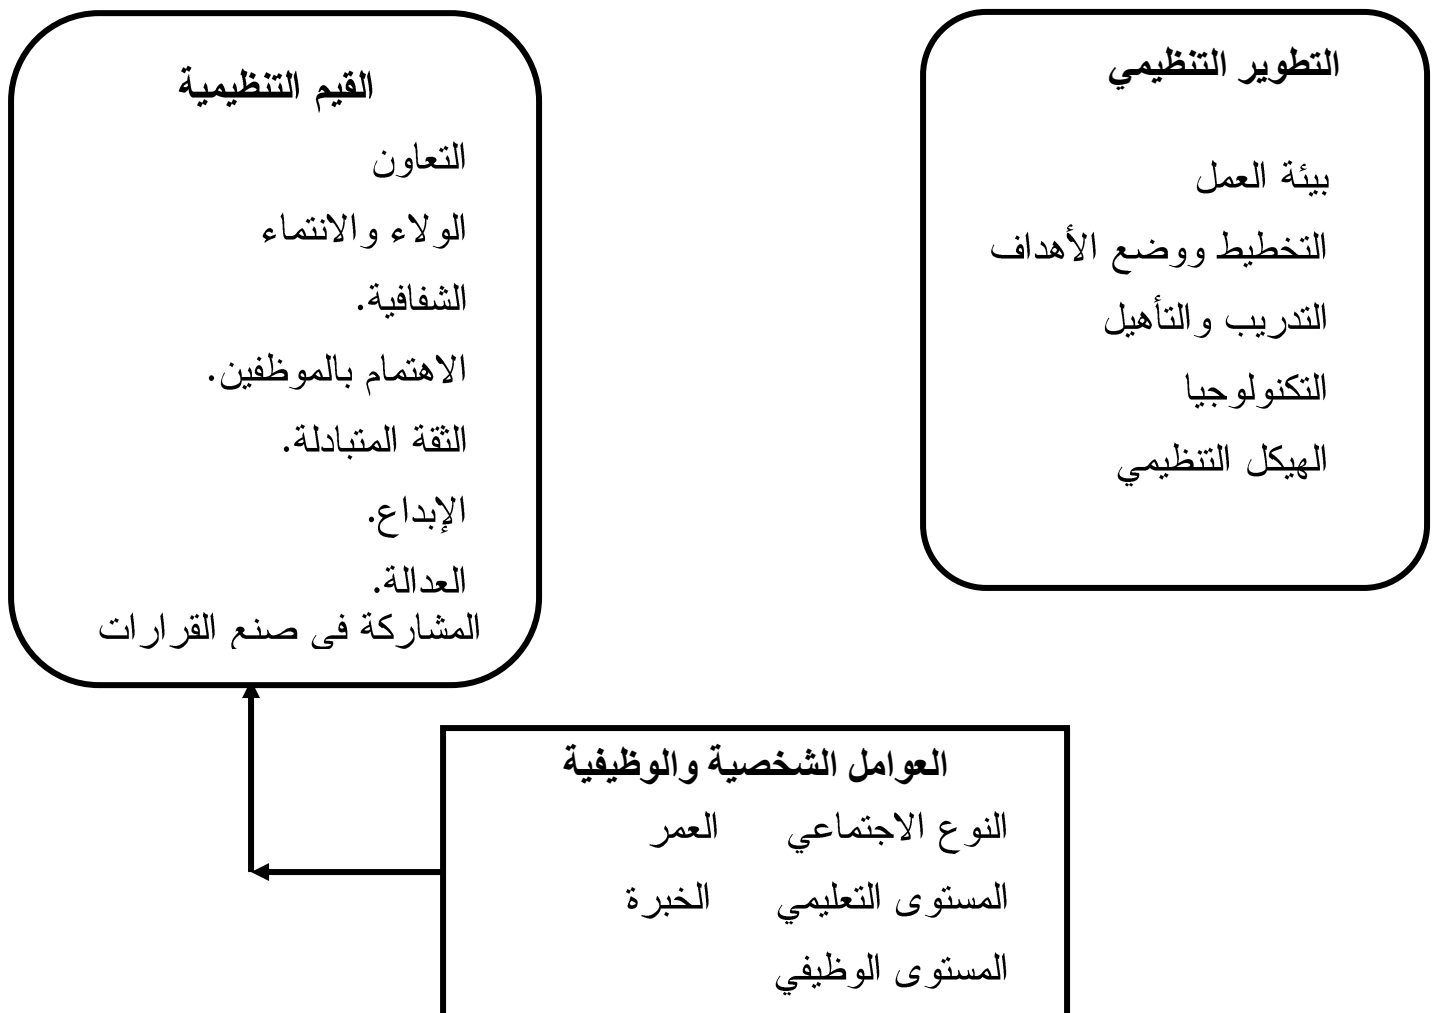 التطوير التنظيمي
بيئة العمل
التخطيط ووضع الأهداف
التدريب والتأهيل
التكنولوجيا
الهيكل التنظيمي
القيم التنظيمية
التعاون
الولاء والانتماء
الشفافية.
الاهتمام بالموظفين.
الثقة المتبادلة.
الإبداع.
العدالة.
المشاركة في صنع القرارات
العوامل الشخصية والوظيفية
النوع الاجتماعي العمر
المستوى التعليمي الخبرة
المستوى الوظيفي